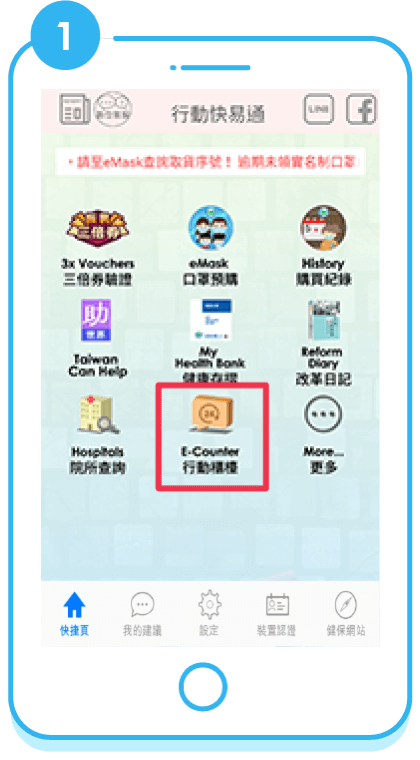 1
行動快易通
LINE
・請至eMask查詢取貨序號！ 逾期未領實名制口罩
3x Vouchers
三倍券驗證
eMask
口罩預購
History
購買紀錄
三倍券
助
Taiwan
Can Help
My
Health Bank
健康存摺
Reform
Diary
改革日記
24
Hospitals
院所查詢
E-Counter
行動櫃檯
More...
更多
快捷頁
我的建議
設定
裝置認證
健保網站